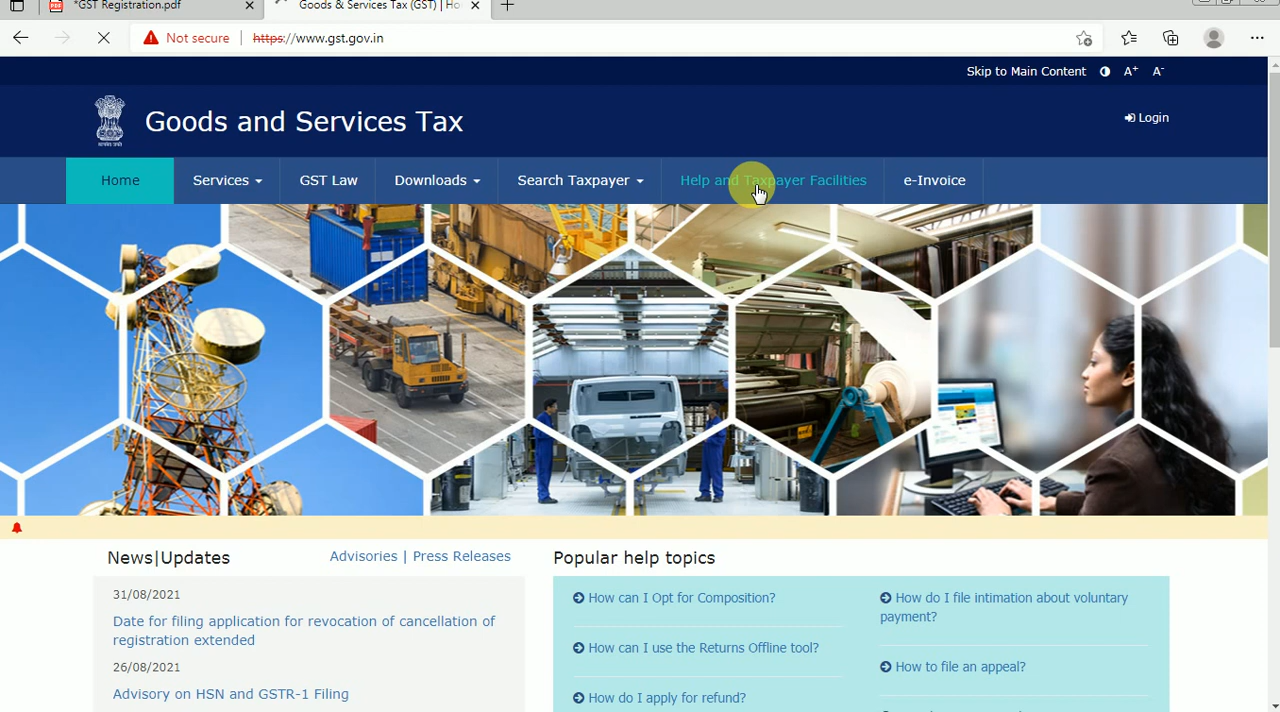 *GST Registration.pdf
Goods & Services Tax (GST) | Ho
Not secure
https://www.gst.gov.in
Skip to Main Content
A+
A-
Goods and Services Tax
Login
Home
Services
GST Law
Downloads
Search Taxpayer
Help and Taxpayer Facilities
e-Invoice
News|Updates
Advisories | Press Releases
31/08/2021
Date for filing application for revocation of cancellation of
registration extended
26/08/2021
Advisory on HSN and GSTR-1 Filing
Popular help topics
How can I Opt for Composition?
How can I use the Returns Offline tool?
How do I apply for refund?
How do I file intimation about voluntary
payment?
How to file an appeal?